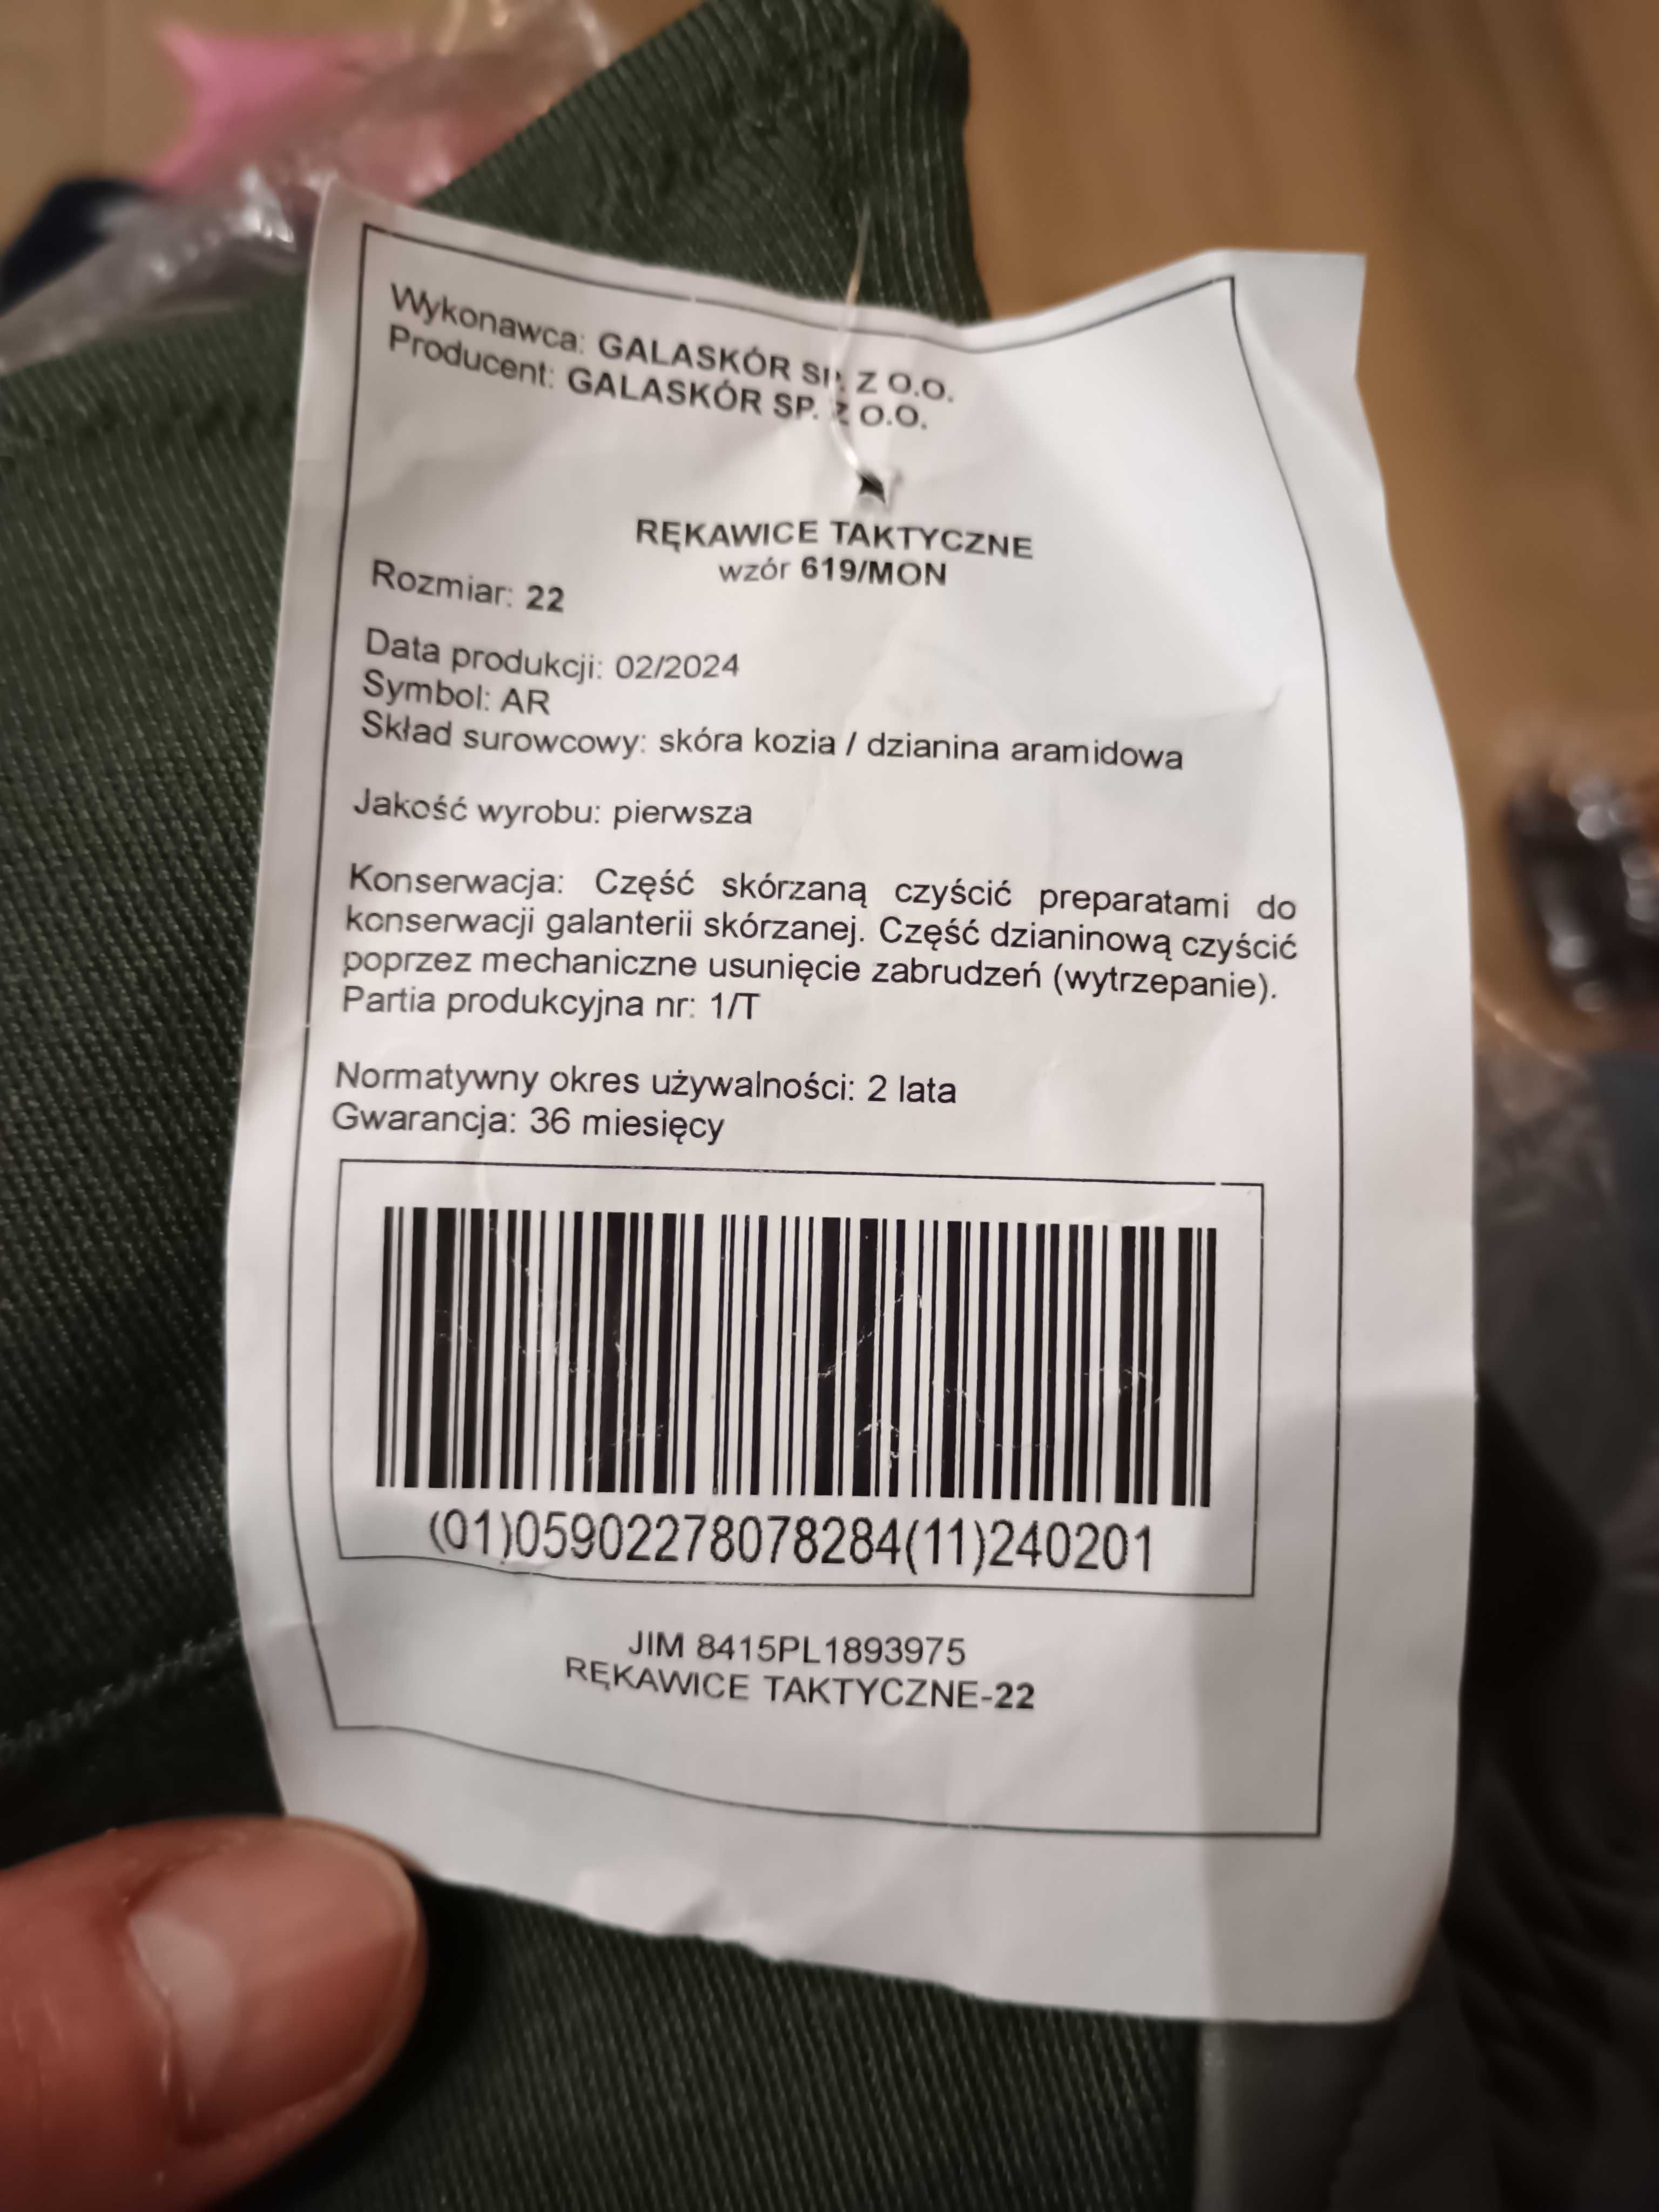 Wykonawca: GALASKÓR SP. Z O.O.
Producent: GALASKÓR SP. Z O.O.
RĘKAWICE TAKTYCZNE
wzór 619/MON
Rozmiar: 22
Data produkcji: 02/2024
Symbol: AR
Skład surowcowy: skóra kozia / dzianina aramidowa
Jakość wyrobu: pierwsza
Konserwacja: Część skórzaną czyścić preparatami do
konserwacji galanterii skórzanej. Część dzianinową czyścić
poprzez mechaniczne usunięcie zabrudzeń (wytrzepanie).
Partia produkcyjna nr: 1/T
Normatywny okres używalności: 2 lata
Gwarancja: 36 miesięcy
(01)05902278078284(11)240201
JIM 8415PL1893975
RĘKAWICE TAKTYCZNE-22